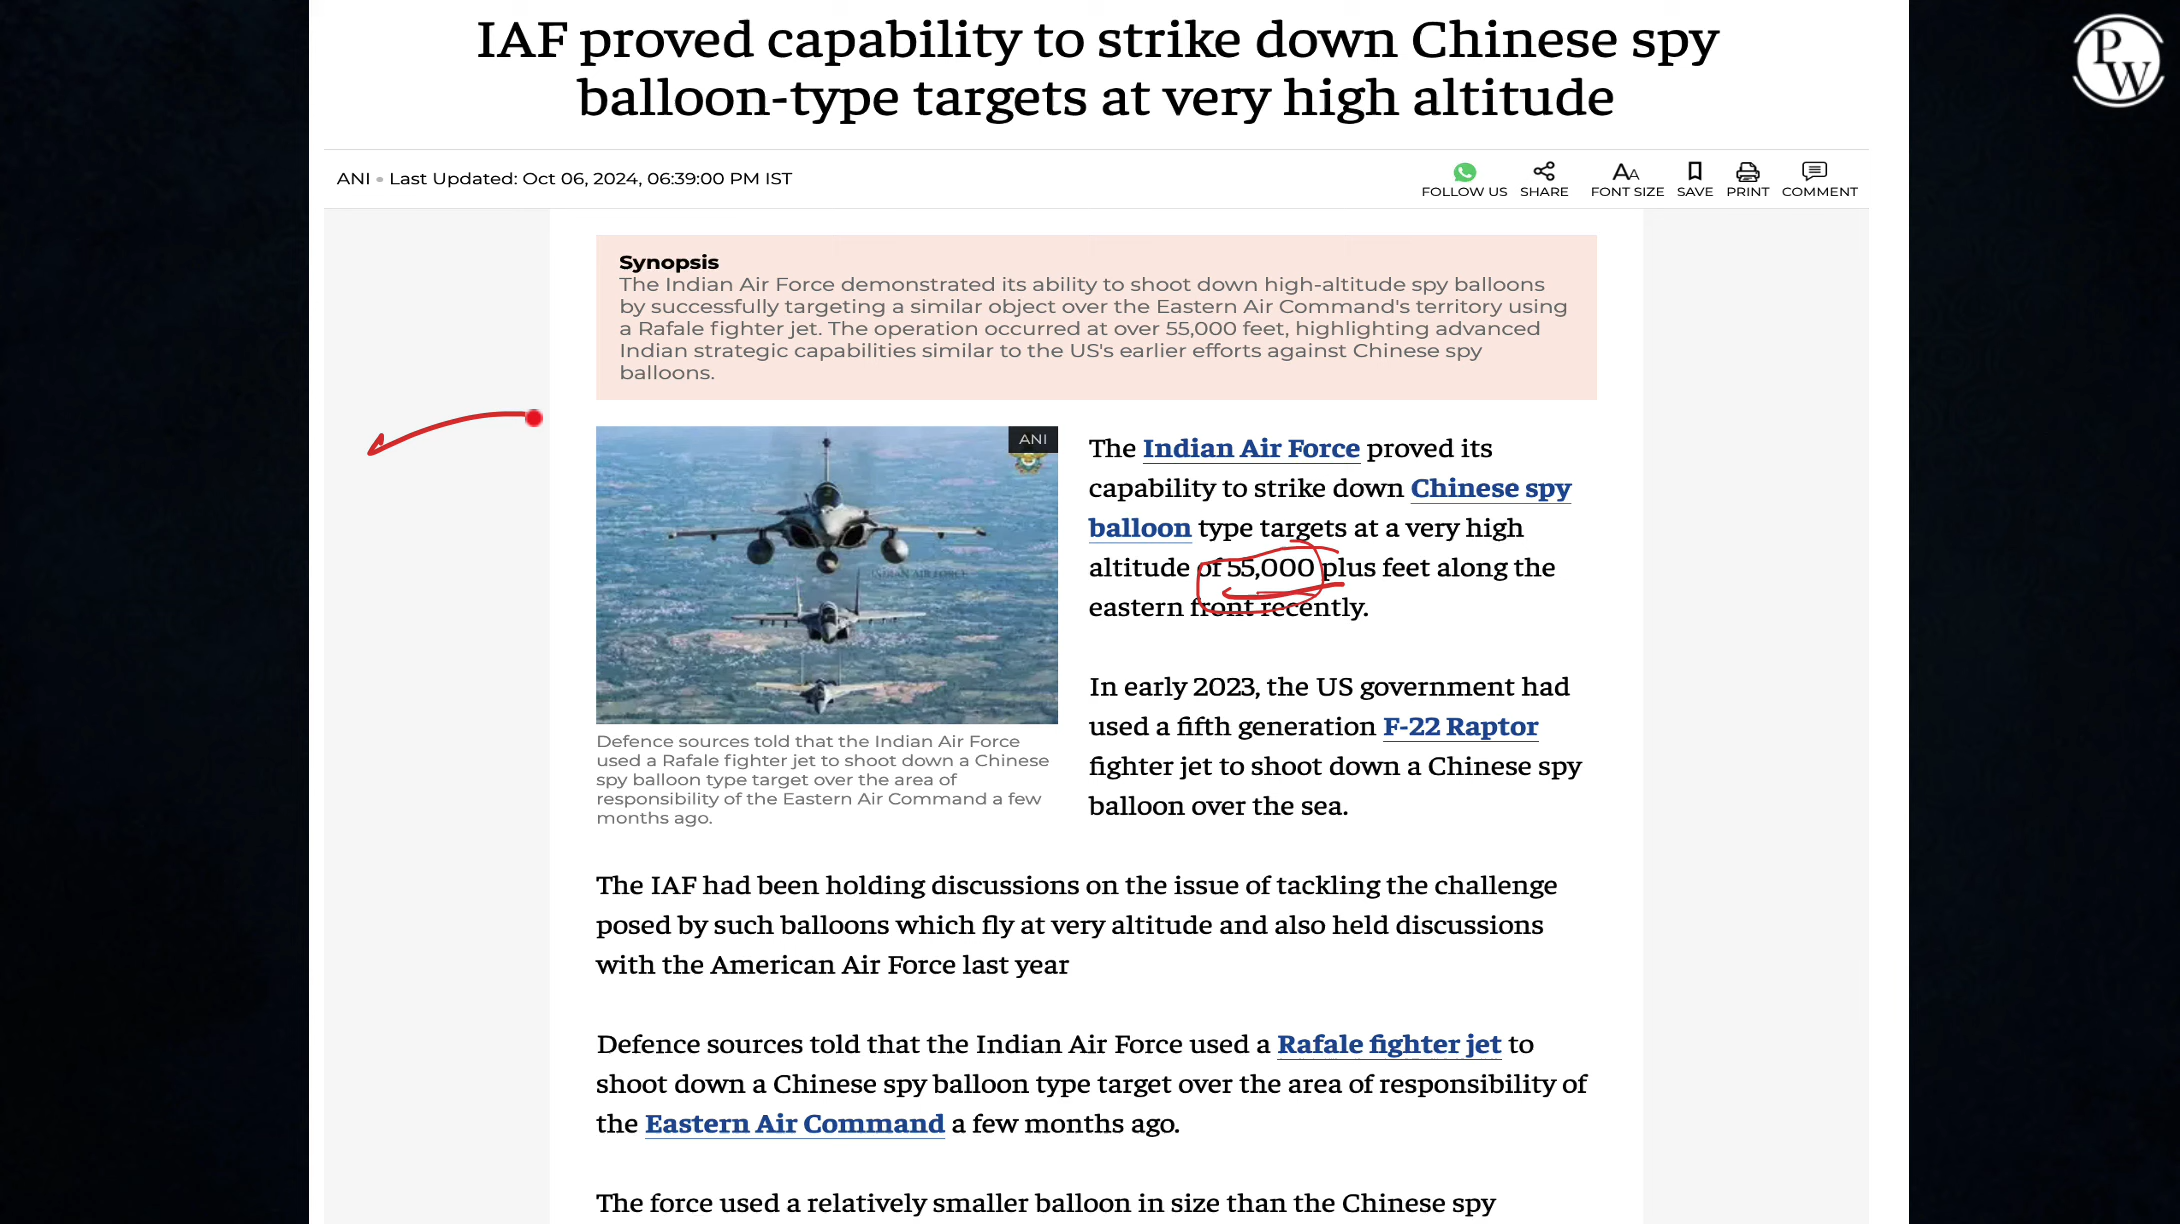 IAF proved capability to strike down Chinese spy
balloon-type targets at very high altitude
PW
ANI • Last Updated: Oct 06, 2024, 06:39:00 PM IST
FOLLOW US SHARE FONT SIZE SAVE PRINT COMMENT
Synopsis
The Indian Air Force demonstrated its ability to shoot down high-altitude spy balloons
by successfully targeting a similar object over the Eastern Air Command's territory using
a Rafale fighter jet. The operation occurred at over 55,000 feet, highlighting advanced
Indian strategic capabilities similar to the US's earlier efforts against Chinese spy
balloons.
ANI
INDIAN AIR FORCE
Defence sources told that the Indian Air Force
used a Rafale fighter jet to shoot down a Chinese
spy balloon type target over the area of
responsibility of the Eastern Air Command a few
months ago.
The Indian Air Force proved its
capability to strike down Chinese spy
balloon type targets at a very high
altitude of 55,000 plus feet along the
eastern front recently.
In early 2023, the US government had
used a fifth generation F-22 Raptor
fighter jet to shoot down a Chinese spy
balloon over the sea.
The IAF had been holding discussions on the issue of tackling the challenge
posed by such balloons which fly at very altitude and also held discussions
with the American Air Force last year
Defence sources told that the Indian Air Force used a Rafale fighter jet to
shoot down a Chinese spy balloon type target over the area of responsibility of
the Eastern Air Command a few months ago.
The force used a relatively smaller balloon in size than the Chinese spy